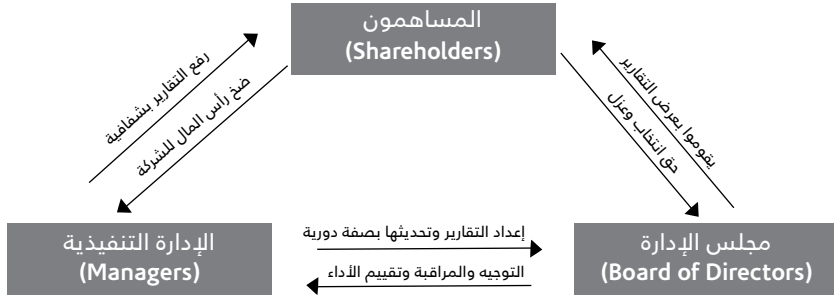 المساهمون
(Shareholders)
رفع التقارير بشفافية
ضخ رأس المال للشركة
يقوموا بعرض التقارير
حق انتخاب وعزل
الإدارة التنفيذية
(Managers)
إعداد التقارير وتحديثها بصفة دورية
التوجيه والمراقبة وتقييم الأداء
مجلس الإدارة
(Board of Directors)